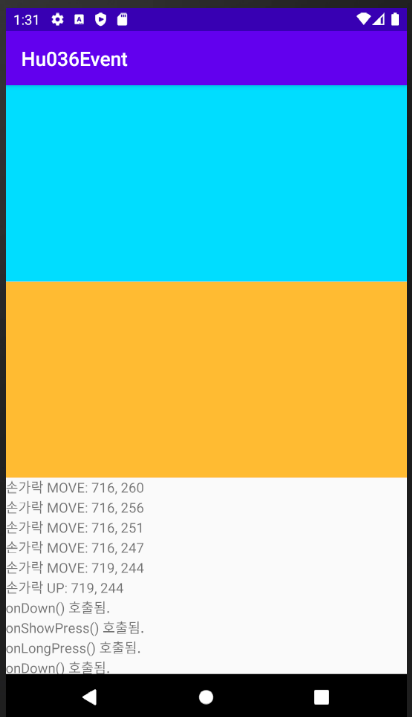 1:31
Hu036Event
손가락 MOVE: 716, 260
손가락 MOVE: 716, 256
손가락 MOVE: 716, 251
손가락 MOVE: 716, 247
손가락 MOVE: 719, 244
손가락 UP: 719, 244
onDown() 호출됨.
onShowPress() 호출됨.
onLongPress() 호출됨.
onDown() 호출됨.